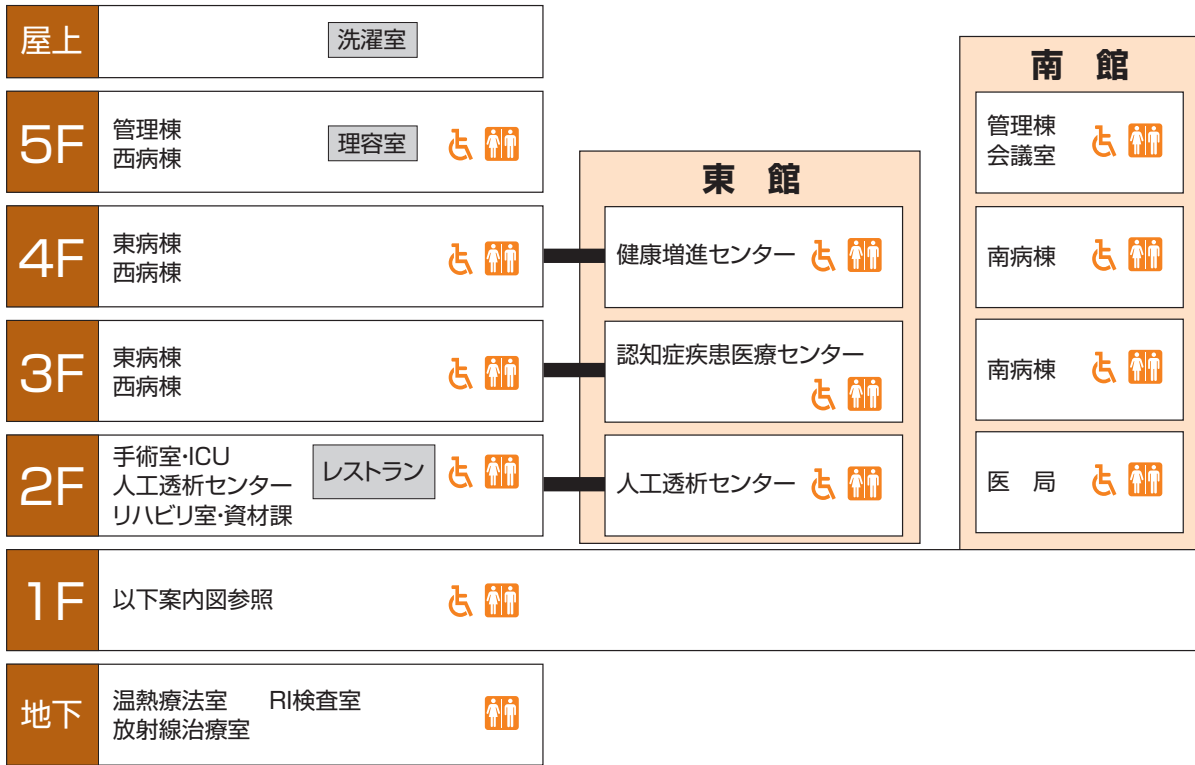 屋上
洗濯室
5F
管理棟
西病棟
理容室
4F
東病棟
西病棟
3F
東病棟
西病棟
2F
手術室・ICU
人工透析センター
リハビリ室・資材課
レストラン
東 館
健康増進センター
認知症疾患医療センター
人工透析センター
南 館
管理棟
会議室
南病棟
南病棟
医 局
1F
以下案内図参照
地下
温熱療法室 RI検査室
放射線治療室